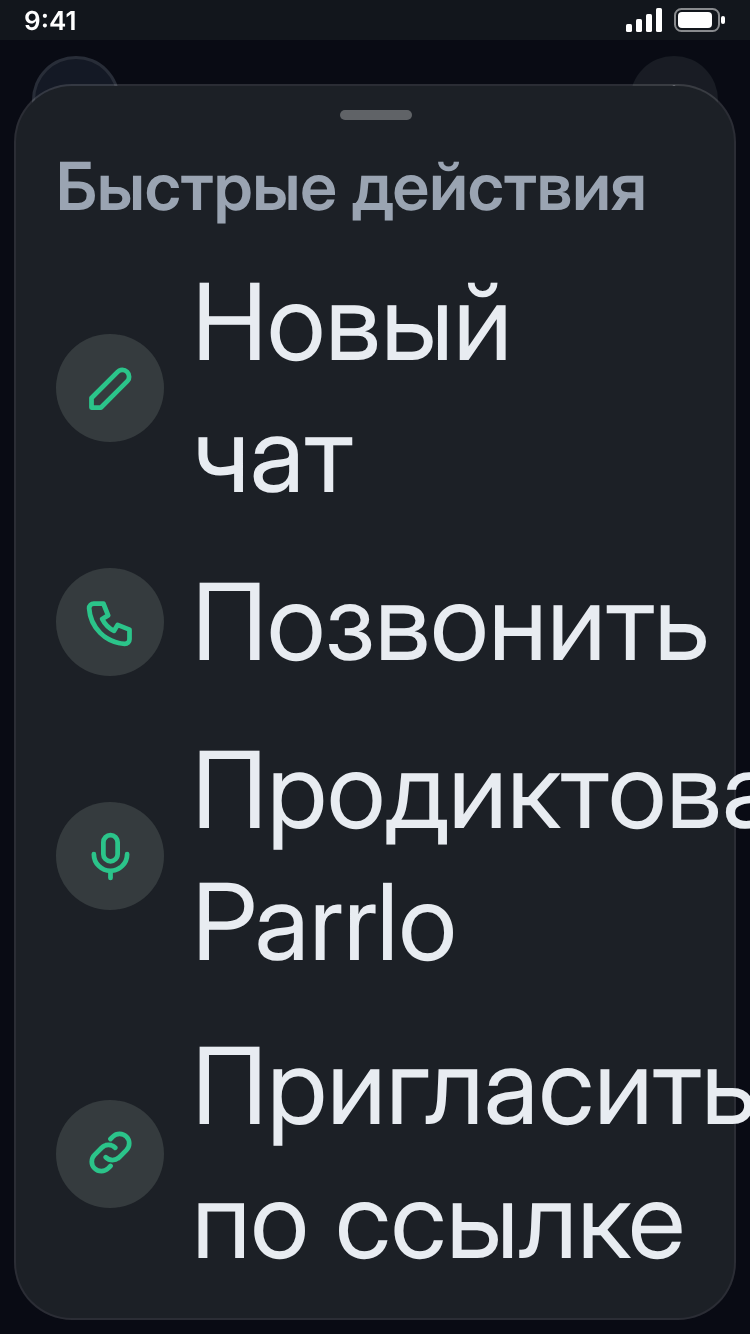 9:41
Быстрые действия
Новый
чат
Позвонить
Продиктова
Parrlo
Пригласить
по ссылке